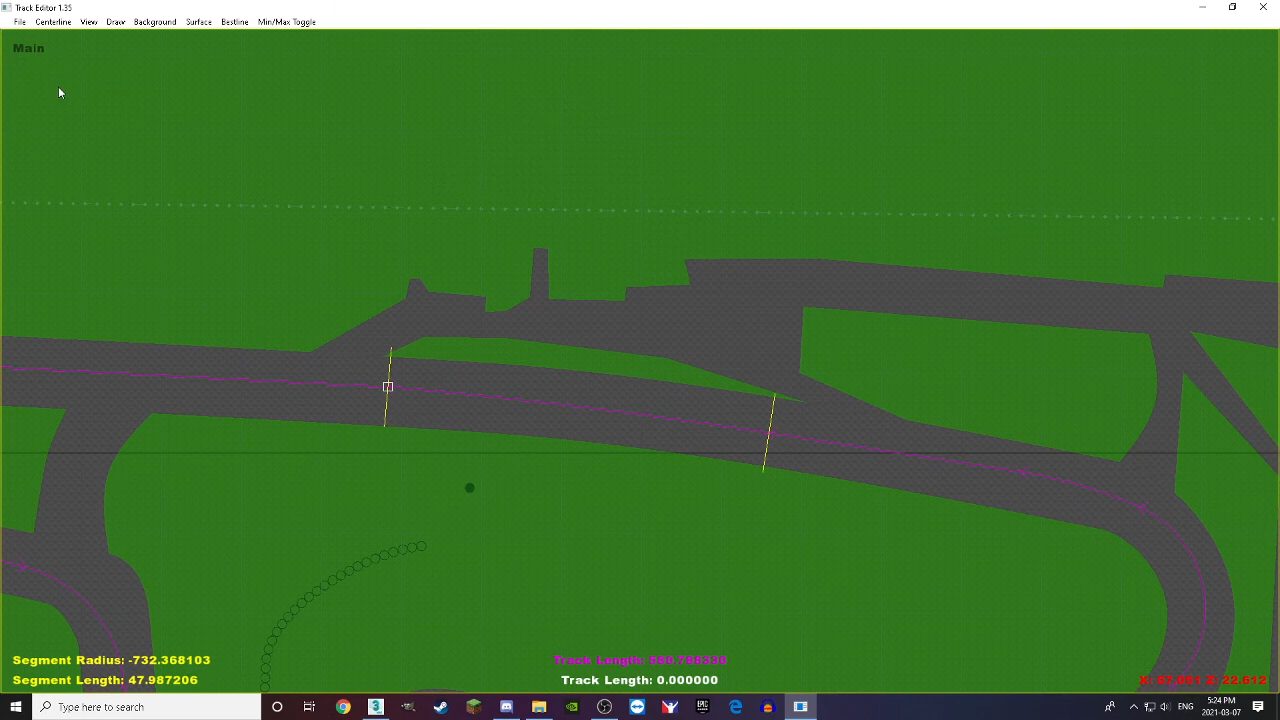 Track Editor 1.35
File Centerline View Draw Background Surface Bestline Min/Max Toggle
Main
Segment Radius: -732.368103
Segment Length: 47.987206
Track Length: 0.000000
Type here to search
ENG
5:24 PM
2021-03-07